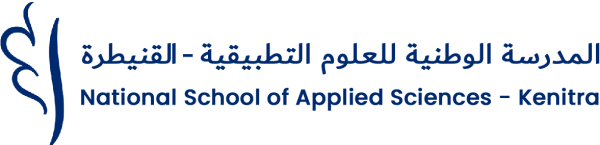 المدرسة الوطنية للعلوم التطبيقية - القنيطرة
National School of Applied Sciences - Kenitra